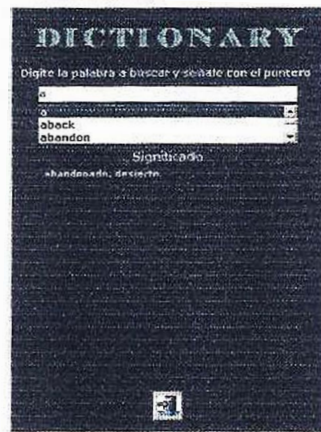 DICTIONARY
Digite la palabra a buscar y señale con el puntero
a
a
aback
abandon
Significado
abandonado, desierto